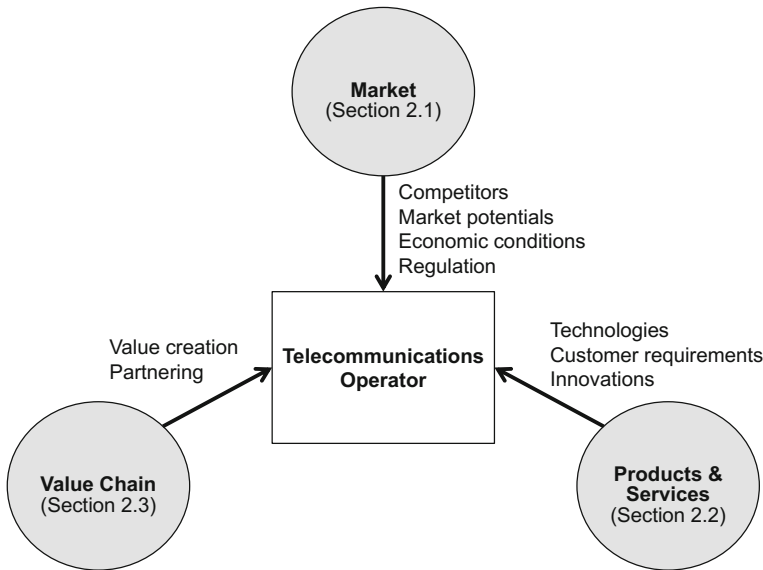 Market
(Section 2.1)
Competitors
Market potentials
Economic conditions
Regulation
Value creation
Partnering
Telecommunications
Operator
Technologies
Customer requirements
Innovations
Value Chain
(Section 2.3)
Products &
Services
(Section 2.2)